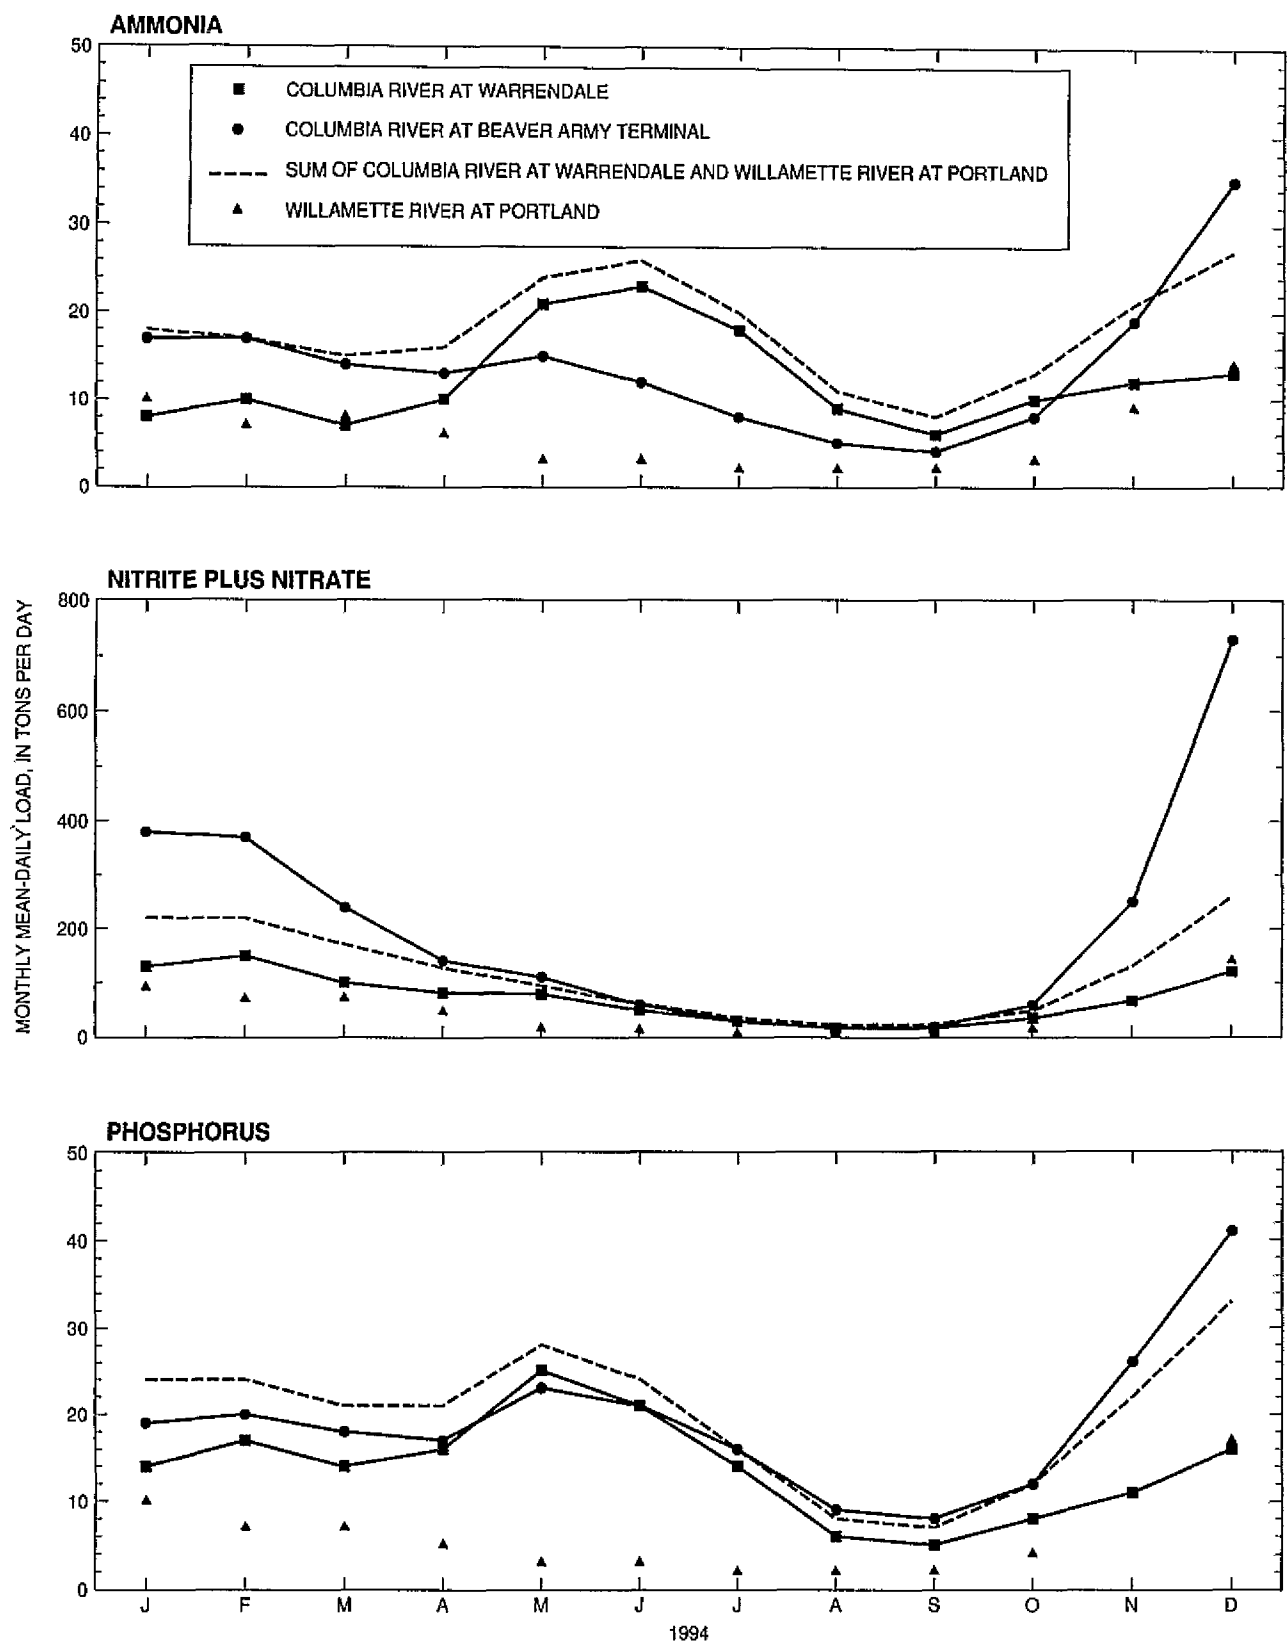 AMMONIA
50
40
30
20
10
0
COLUMBIA RIVER AT WARRENDALE
COLUMBIA RIVER AT BEAVER ARMY TERMINAL
SUM OF COLUMBIA RIVER AT WARRENDALE AND WILLAMETTE RIVER AT PORTLAND
WILLAMETTE RIVER AT PORTLAND
MONTHLY MEAN-DAILY LOAD, IN TONS PER DAY
NITRITE PLUS NITRATE
800
600
400
200
0
PHOSPHORUS
50
40
30
20
10
0
J F M A M J J A S O N D
1994